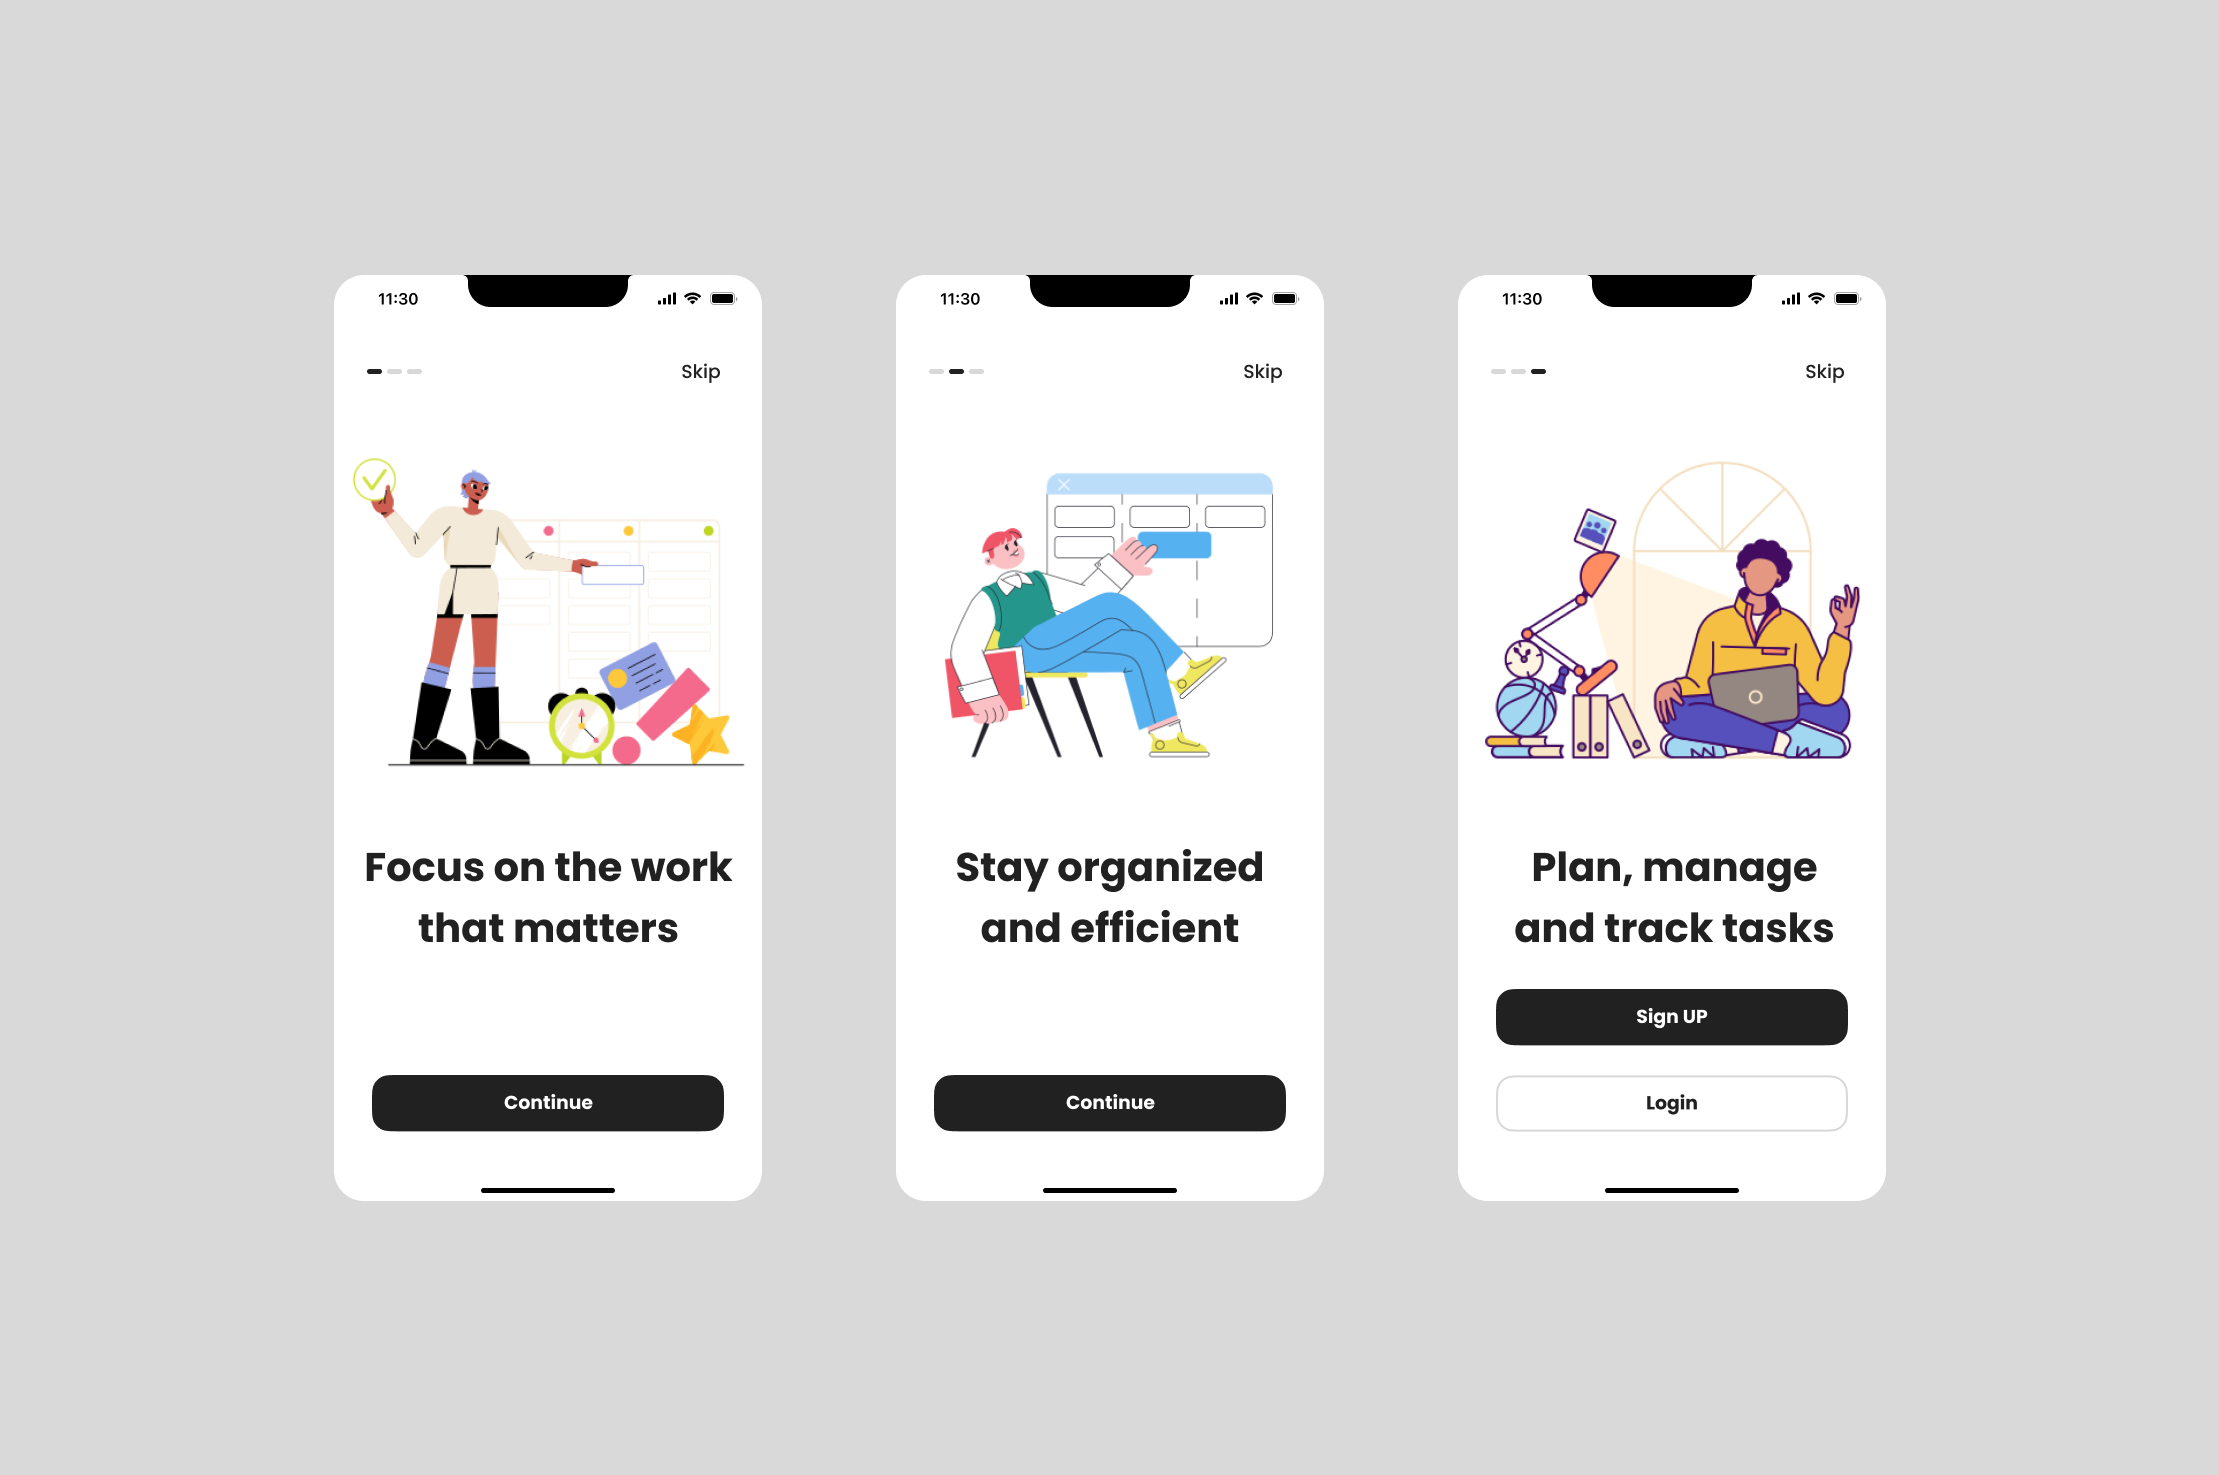 11:30
Skip
Focus on the work
that matters
Continue
11:30
Skip
Stay organized
and efficient
Continue
11:30
Skip
Plan, manage
and track tasks
Sign UP
Login